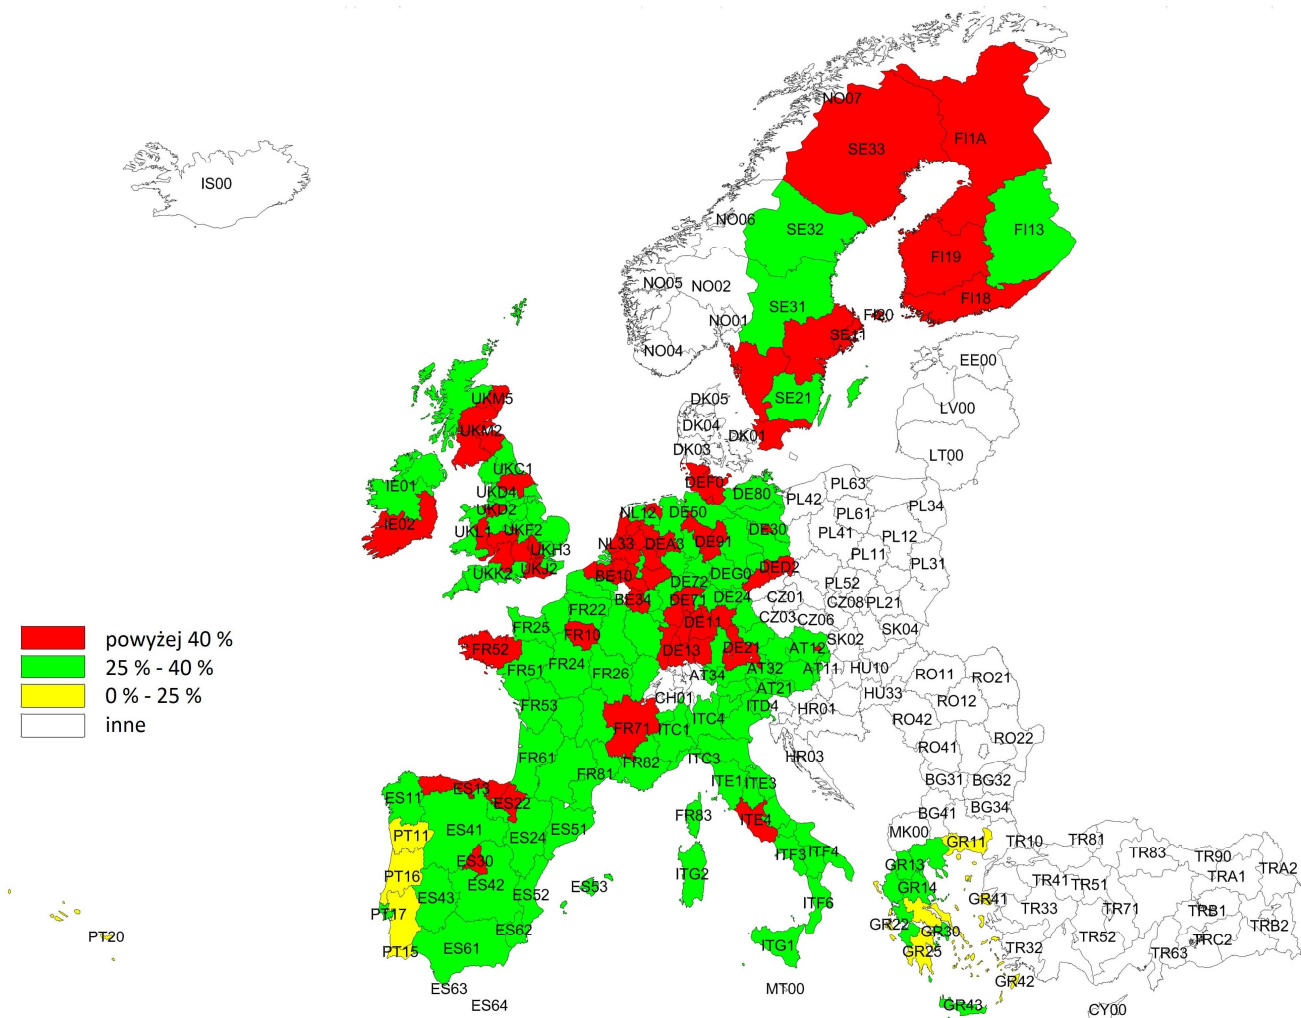 NO07
FI1A
SE33
IS00
NO06
SE32
FI13
FI19
NO05
NO02
FI18
SE31
NO01
FI20
SE11
NO04
EE00
UKM5
DK05
SE21
LV00
DK04
UKM2
DK01
DK03
LT00
UKC1
IE01
DEF0
PL63
UKD4
DE80
PL42
PL34
UKD2
NL12
DE50
PL61
IE02
UKL1
UKF2
DE30
PL41
PL12
NL33
DEA3
DE91
UKH3
PL11
PL31
UKJ2
DED2
UKK2
BE10
DEG0
DE72
PL52
BE34
DE71
DE24
CZ01
CZ08
PL21
FR22
CZ03
CZ06
FR25
FR10
DE11
SK04
SK02
FR52
DE13
DE21
AT12
FR24
FR51
FR26
AT34
AT32
AT11
HU10
RO11
RO21
AT21
CH01
HU33
RO12
FR53
ITD4
HR01
ITC4
RO42
FR71
ITC1
RO22
RO41
FR61
ITC3
HR03
FR82
FR81
ITE1
ITE3
BG31
BG32
ES13
ES11
ES22
BG34
BG41
FR83
ITE4
PT11
ES41
ES24
ES51
MK00
GR11
TR10
TR81
ITF3
ITF4
TR83
TR90
ES30
GR13
TRA2
PT16
ITG2
TRA1
ES42
ES53
GR14
TR41
TR51
ES43
ES52
ITF6
GR41
TR33
TR71
TRB1
PT17
GR22
GR30
TRB2
PT20
ES62
TR52
TRC2
PT15
ES61
ITG1
GR25
TR32
TR63
ES63
MT00
GR42
ES64
GR43
CY00
powyżej 40 %
25 % - 40 %
0 % - 25 %
inne